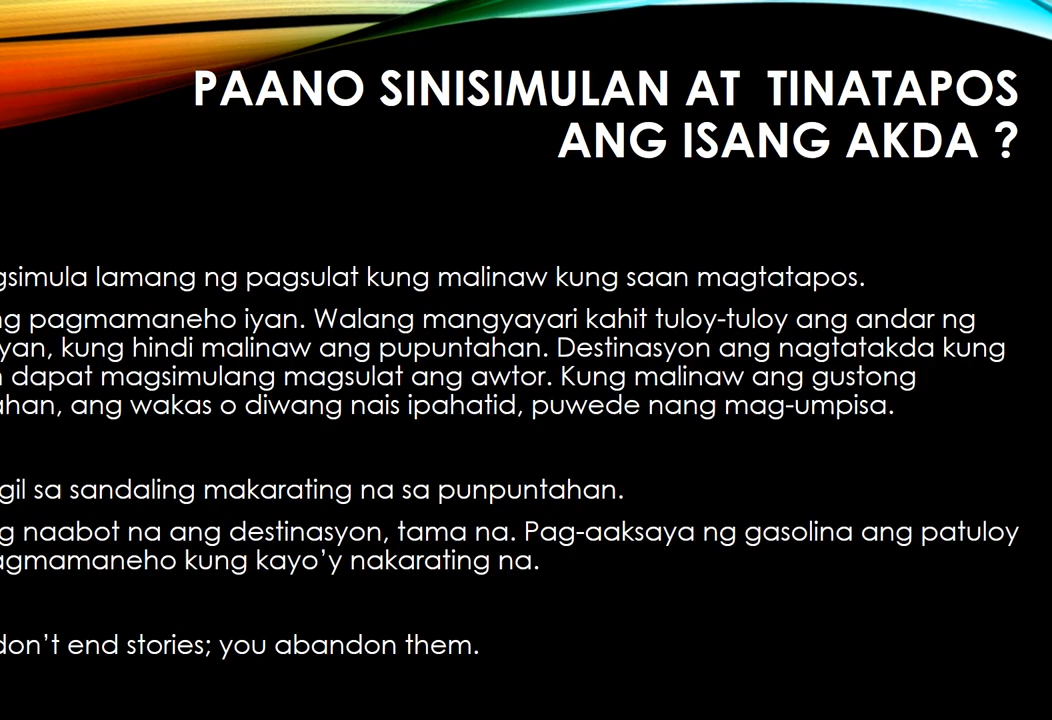 PAANO SINISIMULAN AT TINATAPOS
ANG ISANG AKDA ?
gsimula lamang ng pagsulat kung malinaw kung saan magtatapos.
ng pagmamaneho iyan. Walang mangyayari kahit tuloy-tuloy ang andar ng
yan, kung hindi malinaw ang pupuntahan. Destinasyon ang nagtatakda kung
dapat magsimulang magsulat ang awtor. Kung malinaw ang gustong
ahan, ang wakas o diwang nais ipahatid, puwede nang mag-umpisa.
gil sa sandaling makarating na sa punpuntahan.
g naabot na ang destinasyon, tama na. Pag-aaksaya ng gasolina ang patuloy
agmamaneho kung kayo'y nakarating na.
don't end stories; you abandon them.